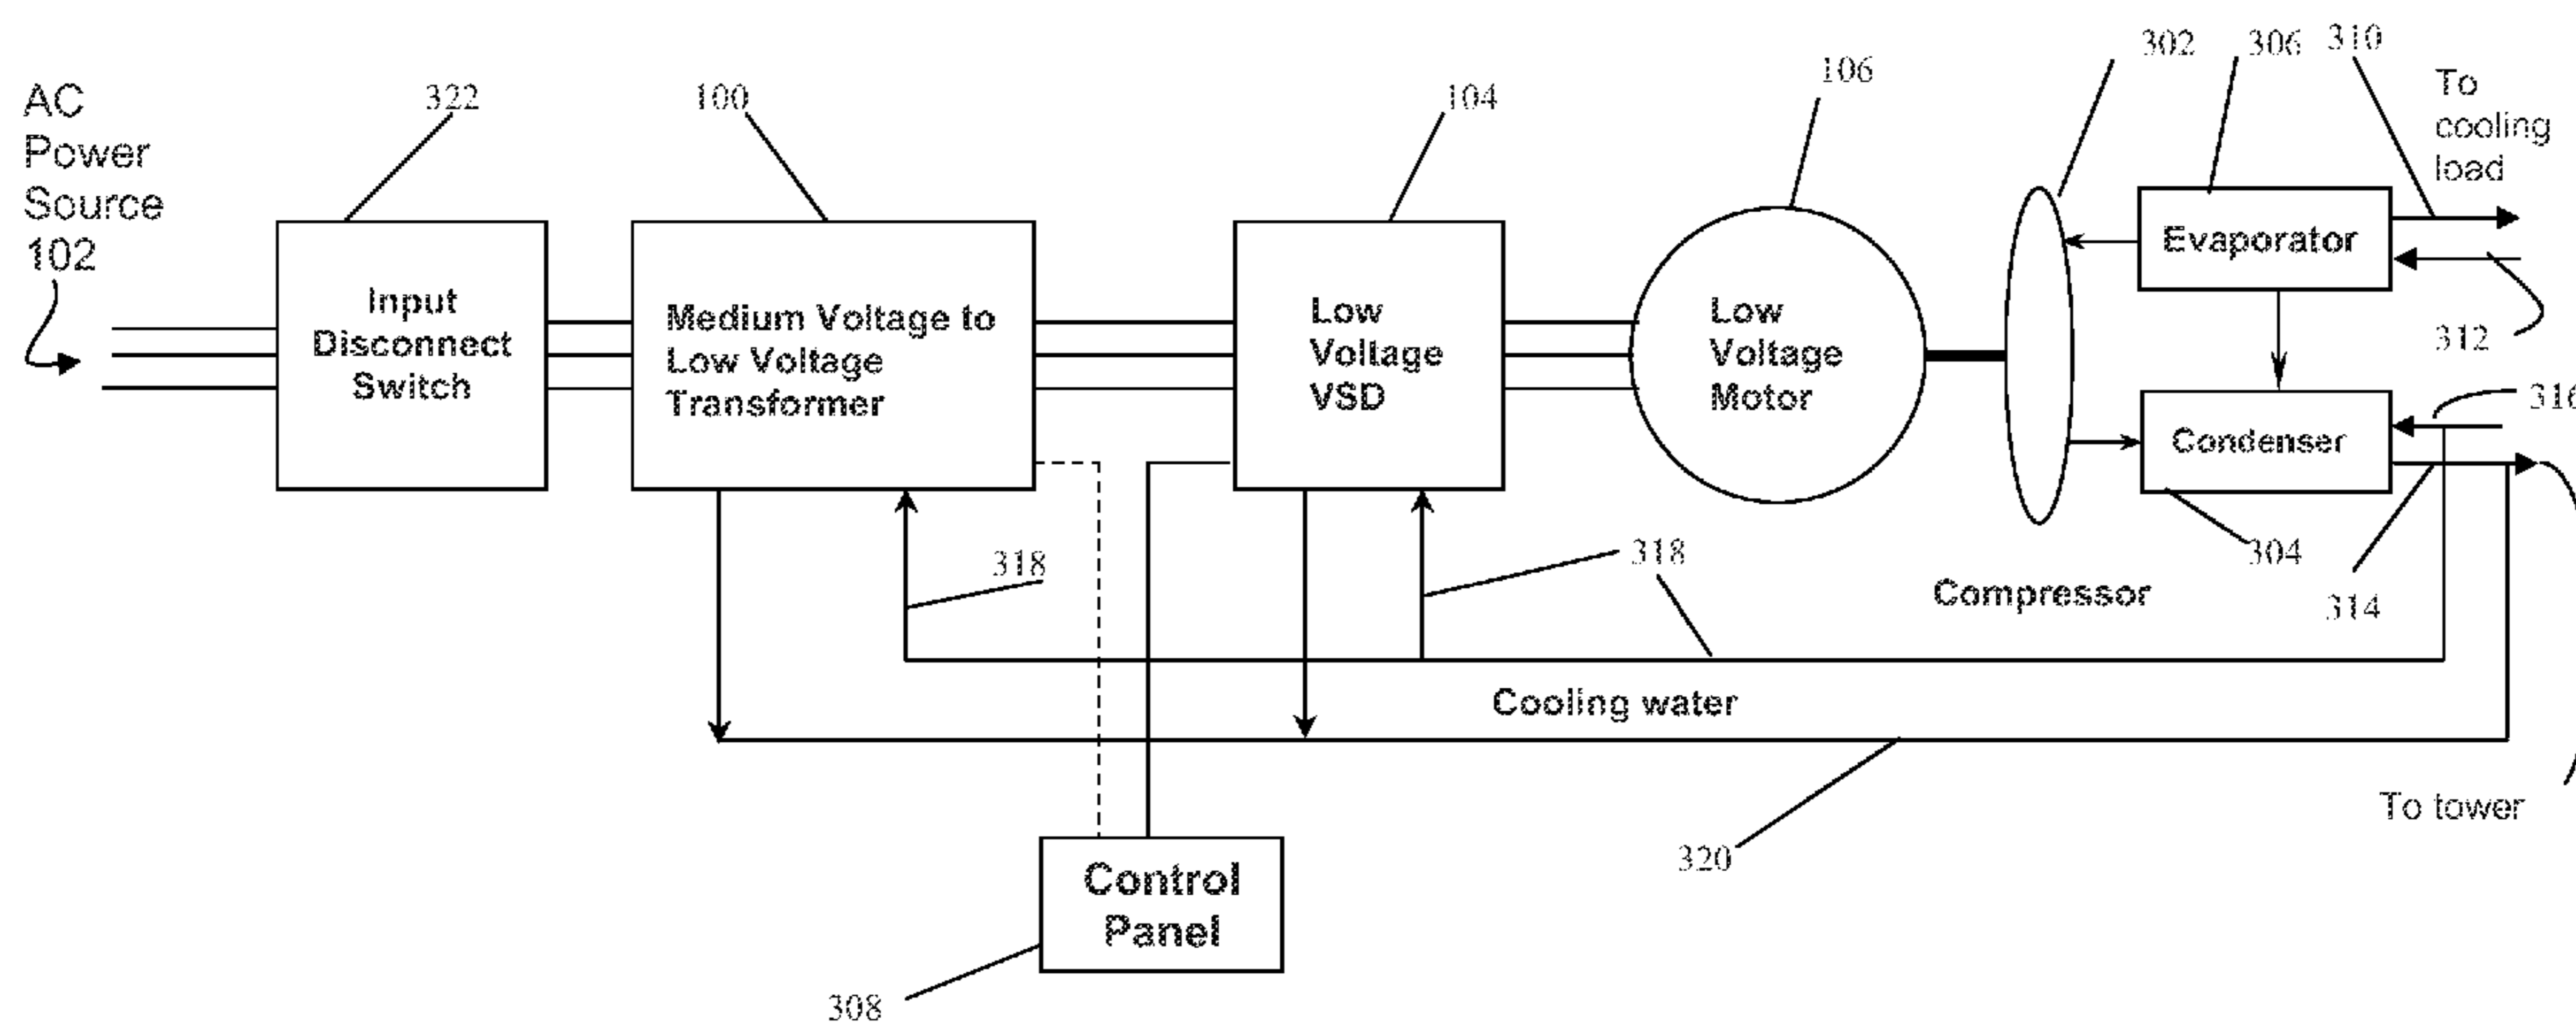 AC
Power
Source
102
322
100
104
106
302
306
310
To
cooling
load
Input
Disconnect
Switch
Medium Voltage to
Low Voltage
Transformer
Low
Voltage
VSD
Low
Voltage
Motor
Evaporator
312
316
Condenser
304
314
318
318
Compressor
Cooling water
To tower
320
Control
Panel
308